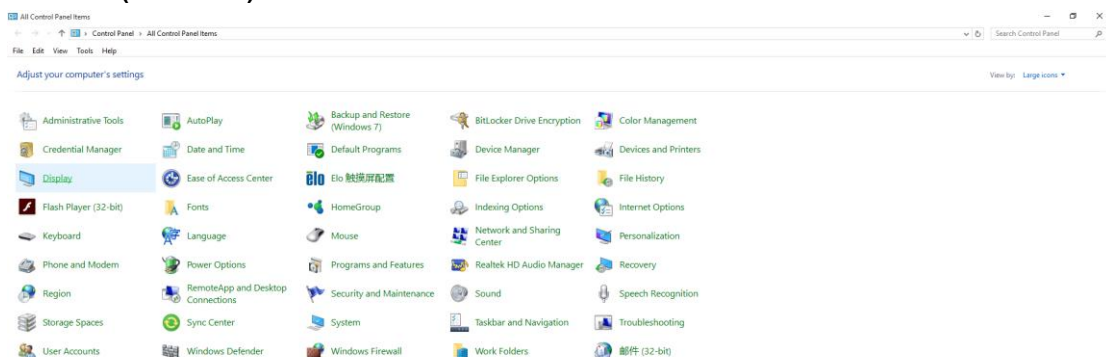 All Control Panel Items
Control Panel > All Control Panel Items
Search Control Panel
File Edit View Tools Help
Adjust your computer's settings
View by: Large icons
Administrative Tools
AutoPlay
Backup and Restore
(Windows 7)
BitLocker Drive Encryption
Color Management
Credential Manager
Date and Time
Default Programs
Device Manager
Devices and Printers
Display
Ease of Access Center
elo Elo 触摸屏配置
File Explorer Options
File History
Flash Player (32-bit)
Fonts
HomeGroup
Indexing Options
Internet Options
Keyboard
Language
Mouse
Network and Sharing
Center
Personalization
Phone and Modem
Power Options
Programs and Features
Realtek HD Audio Manager
Recovery
Region
RemoteApp and Desktop
Connections
Security and Maintenance
Sound
Speech Recognition
Storage Spaces
Sync Center
System
Taskbar and Navigation
Troubleshooting
User Accounts
Windows Defender
Windows Firewall
Work Folders
邮件 (32-bit)